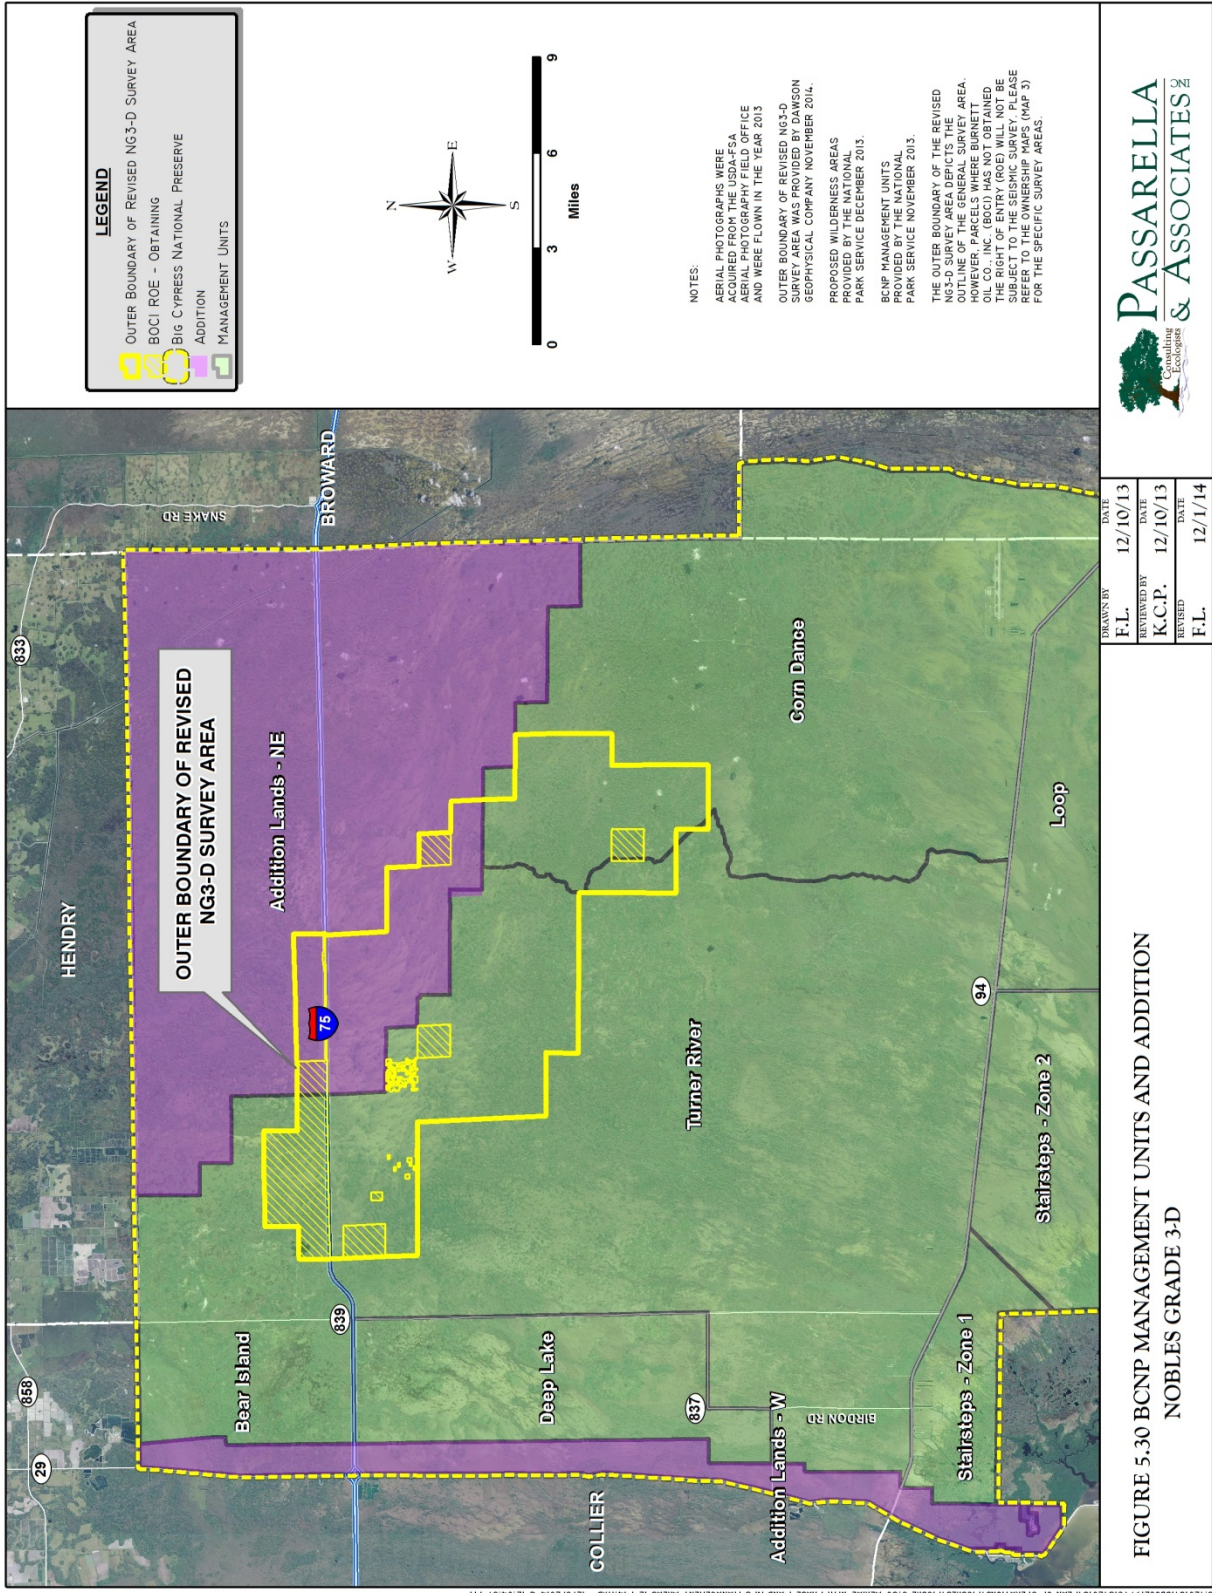 LEGEND
OUTER BOUNDARY OF REVISED NG3-D SURVEY AREA
BOCI ROE - OBTAINING
BIG CYPRESS NATIONAL PRESERVE
ADDITION
MANAGEMENT UNITS
N
W
E
S
0
3
6
9
Miles
NOTES:
AERIAL PHOTOGRAPHS WERE
ACQUIRED FROM THE USDA-FSA
AERIAL PHOTOGRAPHY FIELD OFFICE
AND WERE FLOWN IN THE YEAR 2013
OUTER BOUNDARY OF REVISED NG3-D
SURVEY AREA WAS PROVIDED BY DAWSON
GEOPHYSICAL COMPANY NOVEMBER 2014.
PROPOSED WILDERNESS AREAS
PROVIDED BY THE NATIONAL
PARK SERVICE DECEMBER 2013.
BCNP MANAGEMENT UNITS
PROVIDED BY THE NATIONAL
PARK SERVICE NOVEMBER 2013.
THE OUTER BOUNDARY OF THE REVISED
NG3-D SURVEY AREA DEPICTS THE
OUTLINE OF THE GENERAL SURVEY AREA.
HOWEVER, PARCELS WHERE BURNETT
OIL CO., INC. (BOCI) HAS NOT OBTAINED
THE RIGHT OF ENTRY (ROE) WILL NOT BE
SUBJECT TO THE SEISMIC SURVEY. PLEASE
REFER TO THE OWNERSHIP MAPS (MAP 3)
FOR THE SPECIFIC SURVEY AREAS.
29
858
HENDRY
833
SNAKE RD
OUTER BOUNDARY OF REVISED
NG3-D SURVEY AREA
Bear Island
839
75
Addition Lands - NE
BROWARD
COLLIER
Deep Lake
837
Turner River
Corn Dance
Addition Lands - W
BIRDON RD
Stairsteps - Zone 1
94
Stairsteps - Zone 2
Loop
FIGURE 5.30 BCNP MANAGEMENT UNITS AND ADDITION
NOBLES GRADE 3-D
DRAWN BY
DATE
F.L.
12/10/13
REVIEWED BY
DATE
K.C.P.
12/10/13
REVISED
DATE
F.L.
12/1/14
Consulting
Ecologists
PASSARELLA
& ASSOCIATES INC